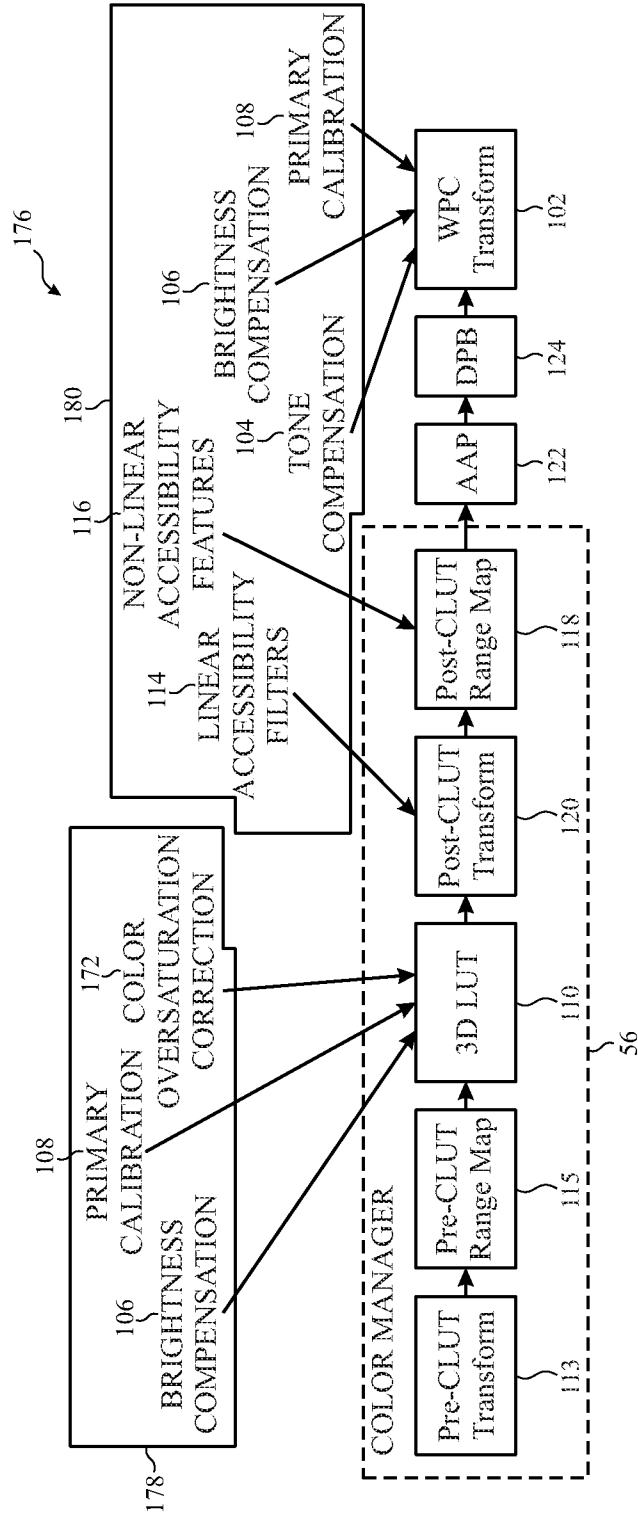 176
178
108
PRIMARY
CALIBRATION
106
BRIGHTNESS
COMPENSATION
172
COLOR
OVERSATURATION
CORRECTION
180
116
NON-LINEAR
ACCESSIBILITY
FEATURES
114
LINEAR
ACCESSIBILITY
FILTERS
104
TONE
COMPENSATION
106
BRIGHTNESS
COMPENSATION
108
PRIMARY
CALIBRATION
COLOR MANAGER
Pre-CLUT
Transform
113
Pre-CLUT
Range Map
115
3D LUT
110
Post-CLUT
Transform
120
Post-CLUT
Range Map
118
AAP
122
DPB
124
WPC
Transform
102
56